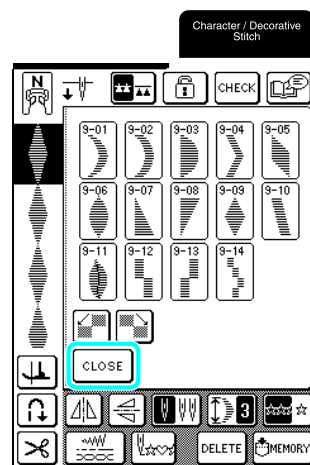 Character / Decorative
Stitch
N
CHECK
9-01 9-02 9-03 9-04 9-05
9-06 9-07 9-08 9-09 9-10
9-11 9-12 9-13 9-14
CLOSE
3
DELETE MEMORY